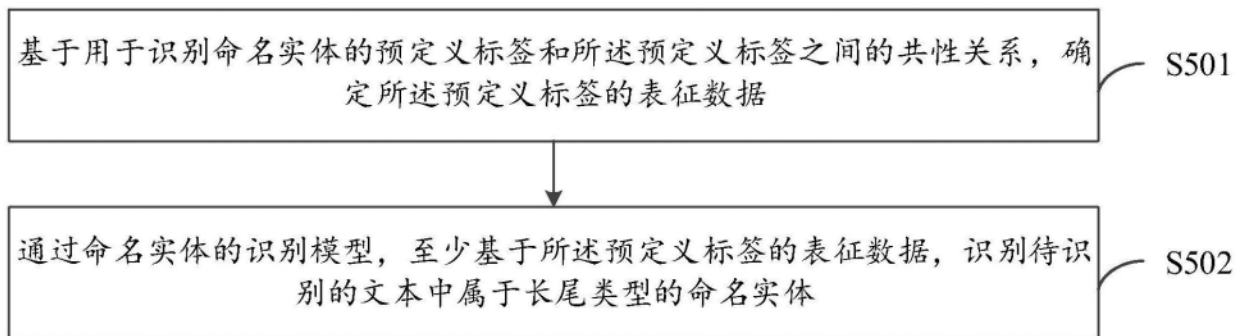 基于用于识别命名实体的预定义标签和所述预定义标签之间的共性关系，确
定所述预定义标签的表征数据
S501
通过命名实体的识别模型，至少基于所述预定义标签的表征数据，识别待识
别的文本中属于长尾类型的命名实体
S502